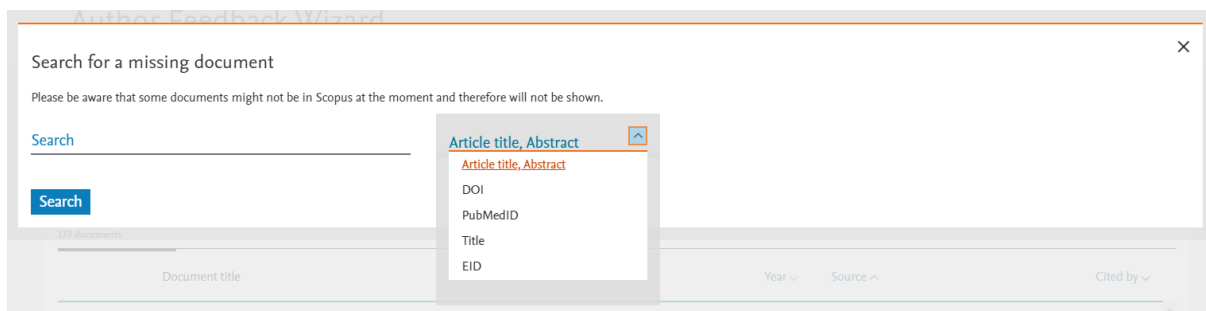 Author Feedback Wizard
Search for a missing document
Please be aware that some documents might not be in Scopus at the moment and therefore will not be shown.
Search
Article title, Abstract
Article title, Abstract
DOI
PubMedID
Title
EID
Search
173 documents
Document title Year Source Cited by